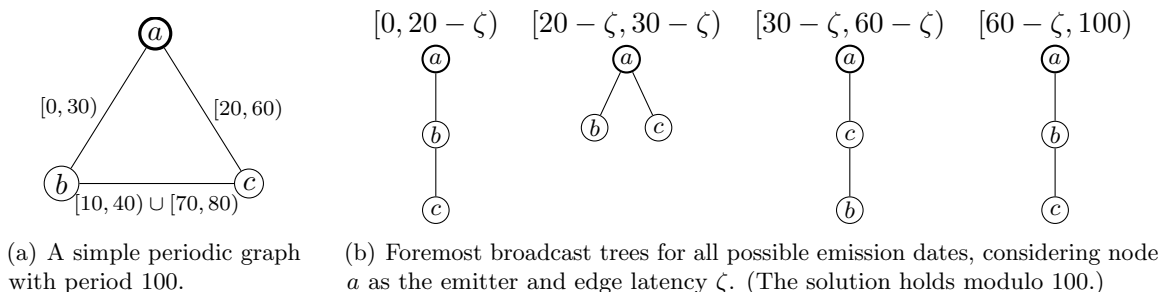 a
[0, 30)
[20, 60)
b
c
[10, 40) ∪ [70, 80)
(a) A simple periodic graph
with period 100.
[0, 20 − ζ) [20 − ζ, 30 − ζ) [30 − ζ, 60 − ζ) [60 − ζ, 100)
a a a a
b b c c b
c b c
(b) Foremost broadcast trees for all possible emission dates, considering node
a as the emitter and edge latency ζ. (The solution holds modulo 100.)